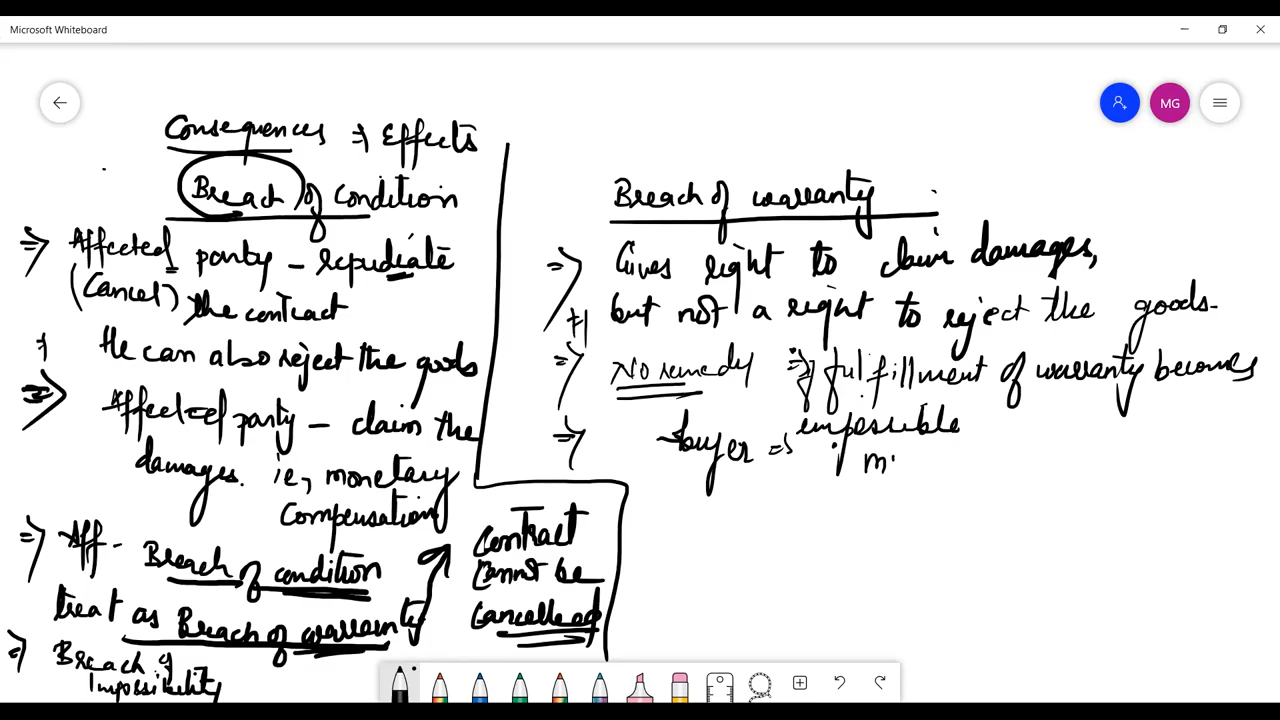 Microsoft Whiteboard
MG
Consequences => Effects
Breach of Condition
=> Affected party - repudiate
(Cancel) the contract
He can also reject the goods
=> Affected party - claim the
damages. ie, monetary
Compensation
=> Aff- Breach of condition
treat as Breach of warranty
=> Breach of
Impossibility
Contract
Cannot be
Cancelled
Breach of warranty
=> Gives right to claim damages,
but not a right to reject the goods-
=> No remedy => fulfillment of warranty becomes
impossible
=> buyer =>
m